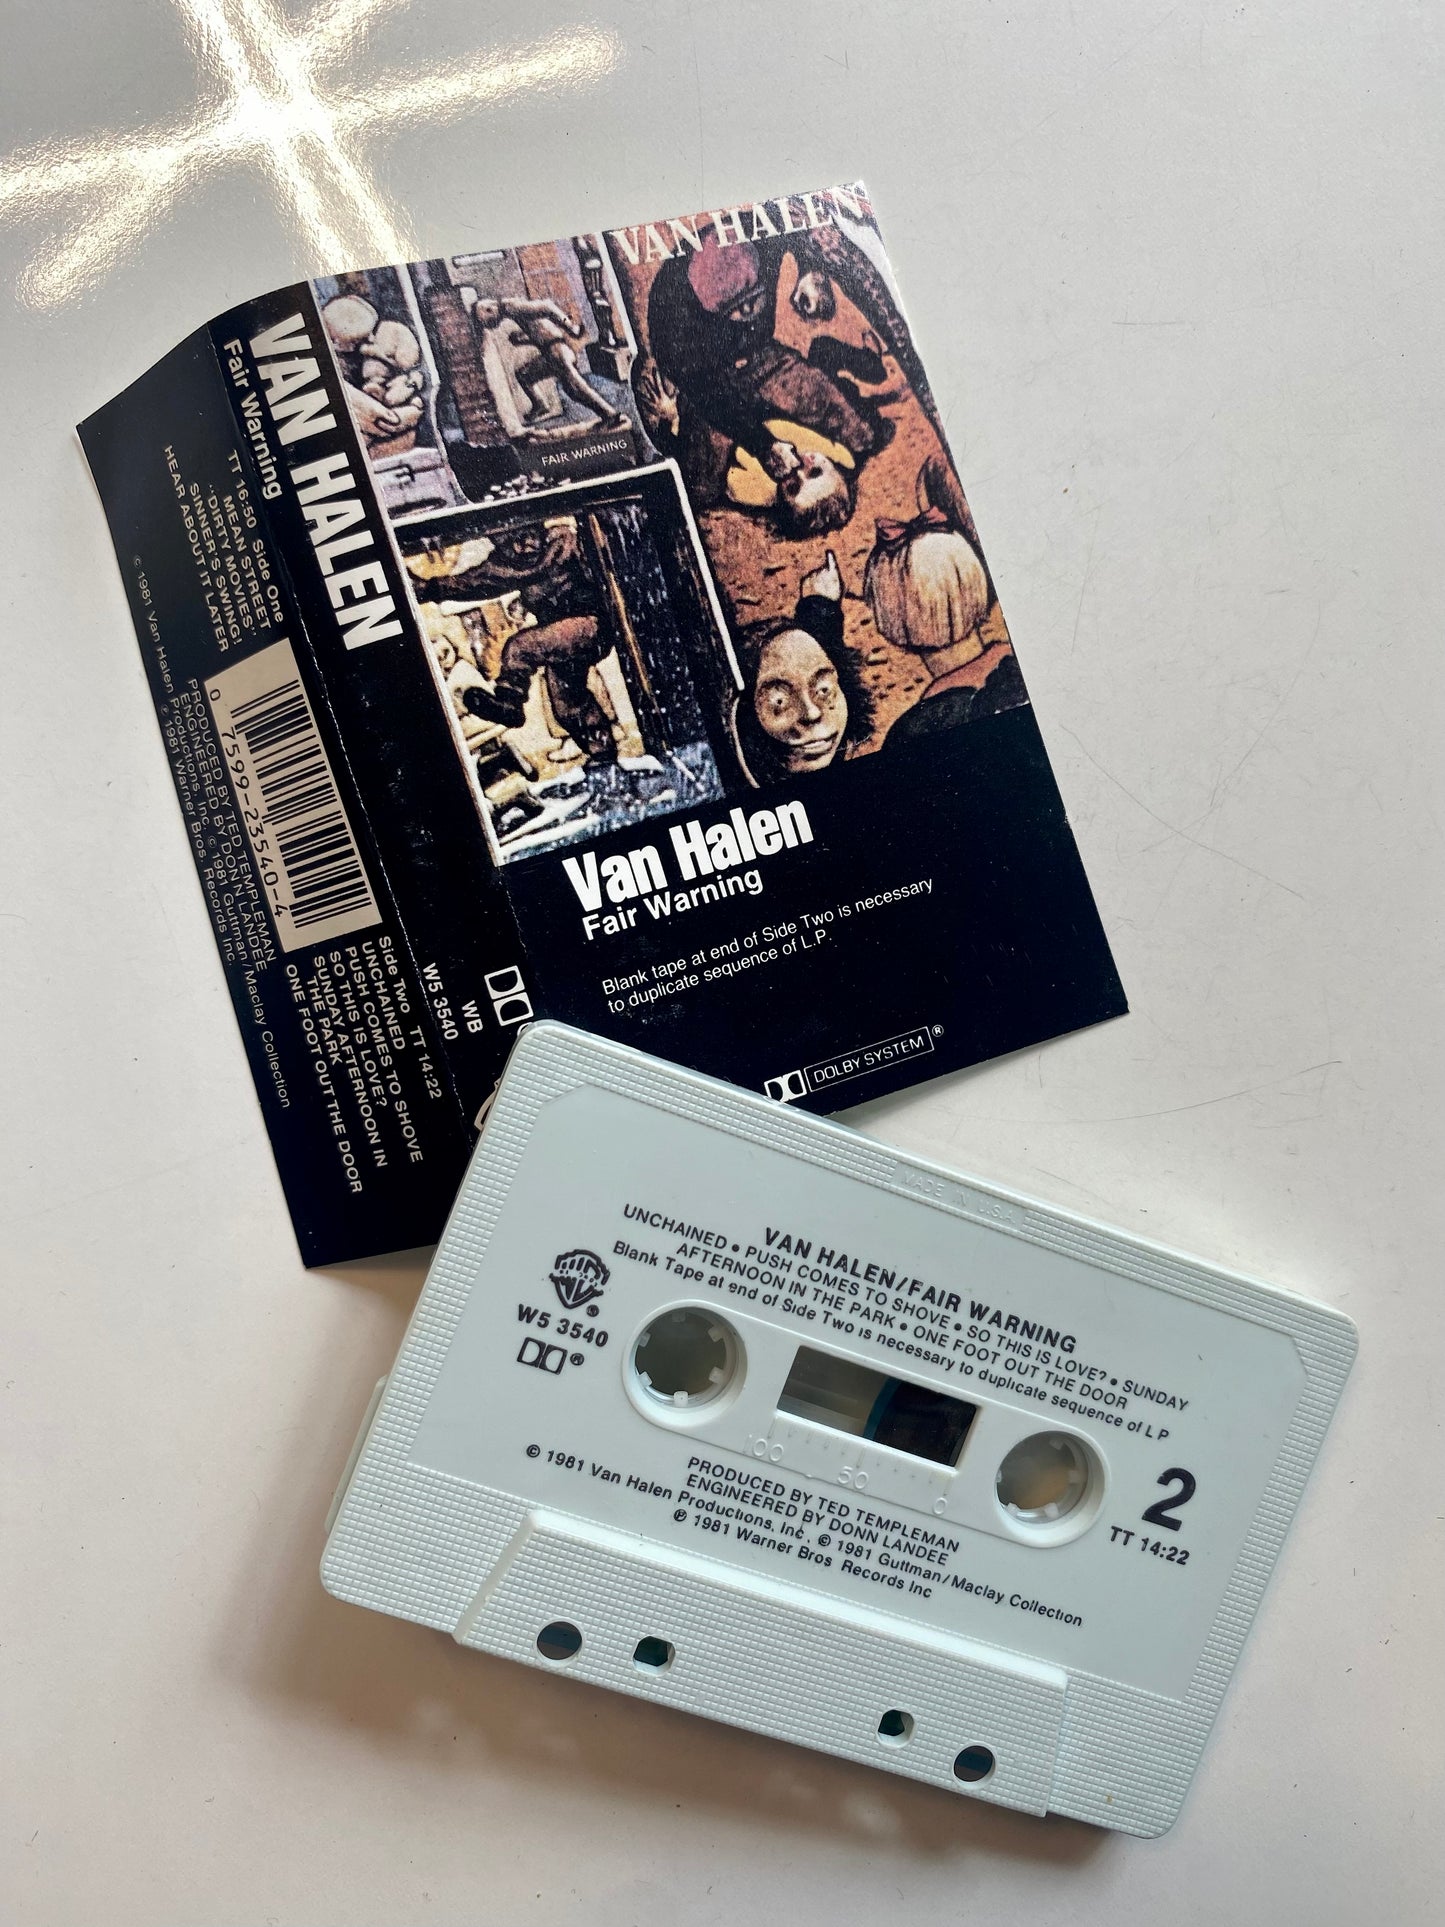 VAN HALEN
FAIR WARNING
Van Halen
Fair Warning
Blank tape at end of Side Two is necessary
to duplicate sequence of L.P.
DOLBY SYSTEM®
VAN HALEN
Fair Warning
WB
W5 3540
TT 16:50 Side One
MEAN STREET
"DIRTY MOVIES"
SINNER'S SWING!
HEAR ABOUT IT LATER
0 7599-23540-4
PRODUCED BY TED TEMPLEMAN
ENGINEERED BY DONN LANDEE
© 1981 Van Halen Productions, Inc. © 1981 Guttman/Maclay Collection
℗ 1981 Warner Bros. Records Inc.
Side Two TT 14:22
UNCHAINED
PUSH COMES TO SHOVE
SO THIS IS LOVE?
SUNDAY AFTERNOON IN
THE PARK
ONE FOOT OUT THE DOOR
MADE IN U.S.A.
VAN HALEN/FAIR WARNING
UNCHAINED • PUSH COMES TO SHOVE • SO THIS IS LOVE? • SUNDAY
AFTERNOON IN THE PARK • ONE FOOT OUT THE DOOR
Blank Tape at end of Side Two is necessary to duplicate sequence of LP
W5 3540
®
100 50 0
2
TT 14:22
PRODUCED BY TED TEMPLEMAN
ENGINEERED BY DONN LANDEE
© 1981 Van Halen Productions, Inc., © 1981 Guttman/Maclay Collection
℗ 1981 Warner Bros Records Inc